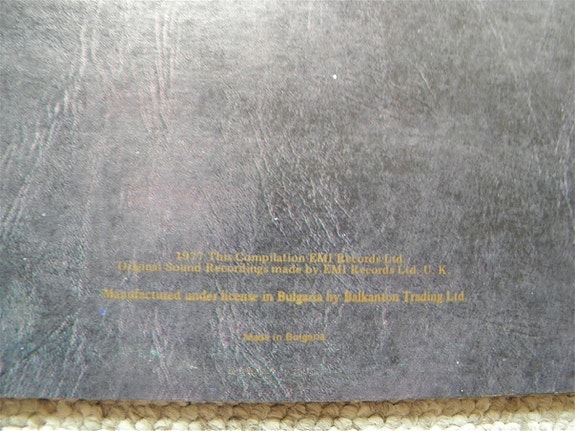 1977 This Compilation EMI Records Ltd
Original Sound Recordings made by EMI Records Ltd. U. K.
Manufactured under license in Bulgaria by Balkanton Trading Ltd.
Made in Bulgaria